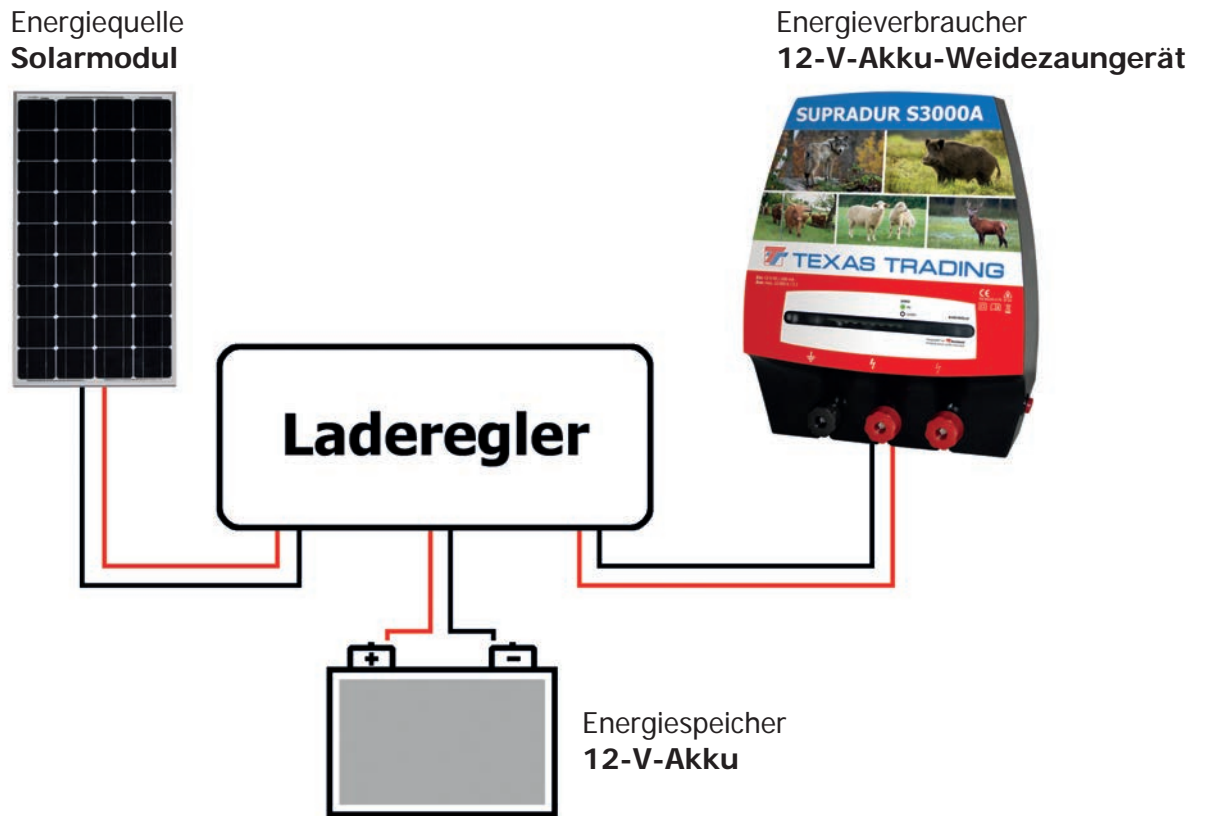 Energiequelle
Solarmodul
Energieverbraucher
12-V-Akku-Weidezaungerät
SUPRADUR S3000A
TEXAS TRADING
Laderegler
+
-
Energiespeicher
12-V-Akku